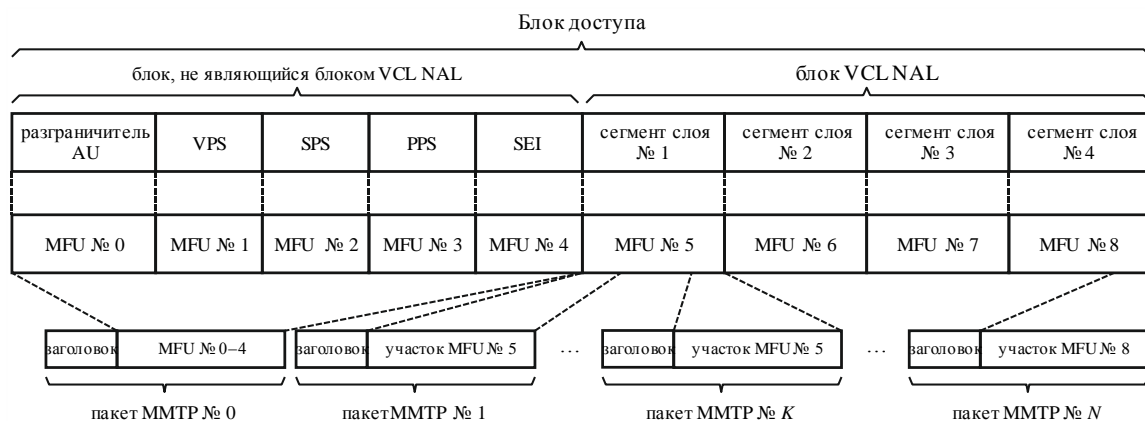 Блок доступа
блок, не являющийся блоком VCL NAL
блок VCL NAL
разграничитель AU
VPS
SPS
PPS
SEI
сегмент слоя № 1
сегмент слоя № 2
сегмент слоя № 3
сегмент слоя № 4
MFU № 0
MFU № 1
MFU № 2
MFU № 3
MFU № 4
MFU № 5
MFU № 6
MFU № 7
MFU № 8
заголовок
MFU № 0–4
заголовок
участок MFU № 5
...
заголовок
участок MFU № 5
...
заголовок
участок MFU № 8
пакет MMTP № 0
пакет MMTP № 1
пакет MMTP № K
пакет MMTP № N